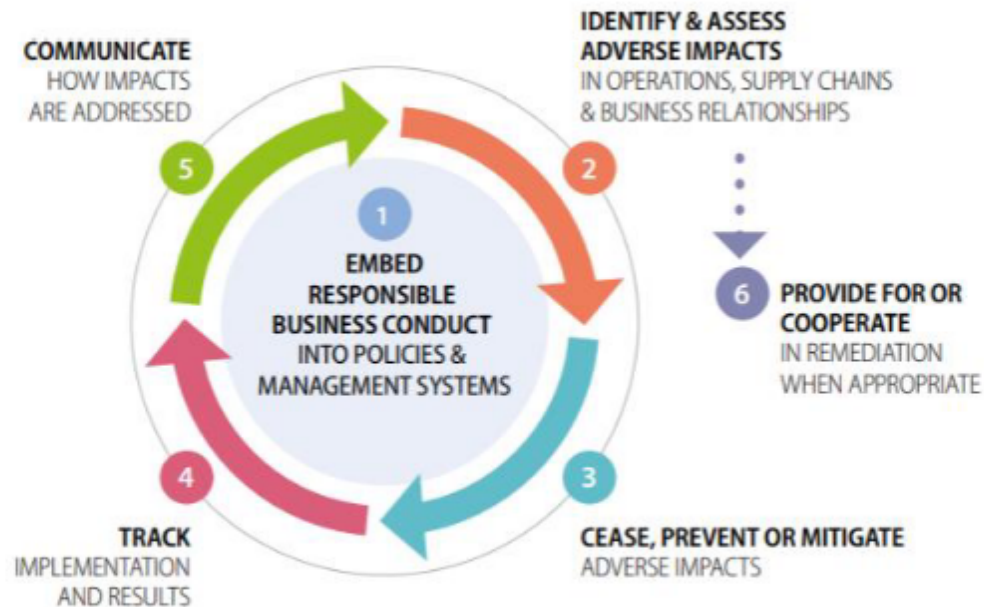 1
EMBED
RESPONSIBLE
BUSINESS CONDUCT
INTO POLICIES &
MANAGEMENT SYSTEMS
2
IDENTIFY & ASSESS
ADVERSE IMPACTS
IN OPERATIONS, SUPPLY CHAINS
& BUSINESS RELATIONSHIPS
3
CEASE, PREVENT OR MITIGATE
ADVERSE IMPACTS
4
TRACK
IMPLEMENTATION
AND RESULTS
5
COMMUNICATE
HOW IMPACTS
ARE ADDRESSED
6
PROVIDE FOR OR
COOPERATE
IN REMEDIATION
WHEN APPROPRIATE